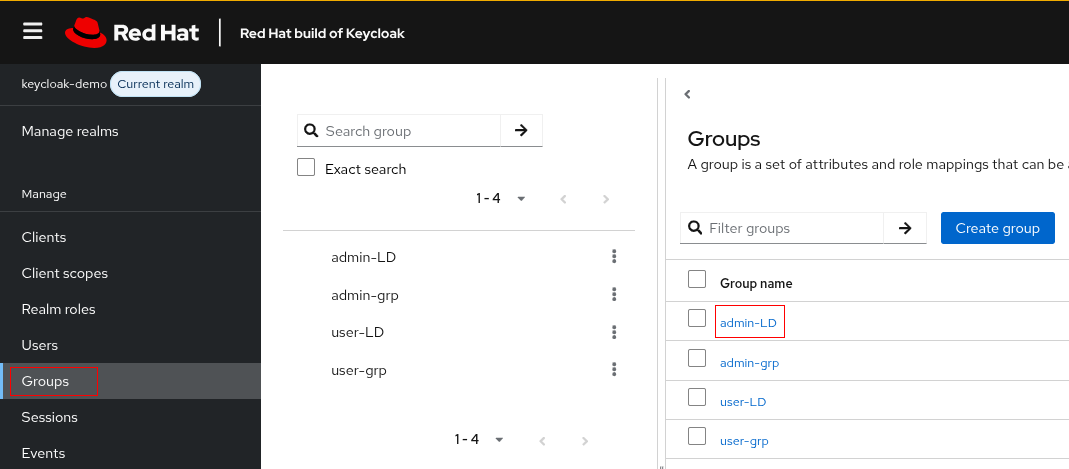 Red Hat
Red Hat build of Keycloak
keycloak-demo Current realm
Manage realms
Manage
Clients
Client scopes
Realm roles
Users
Groups
Sessions
Events
Search group
Exact search
1 - 4
admin-LD
admin-grp
user-LD
user-grp
1 - 4
Groups
A group is a set of attributes and role mappings that can be
Filter groups
Create group
Group name
admin-LD
admin-grp
user-LD
user-grp